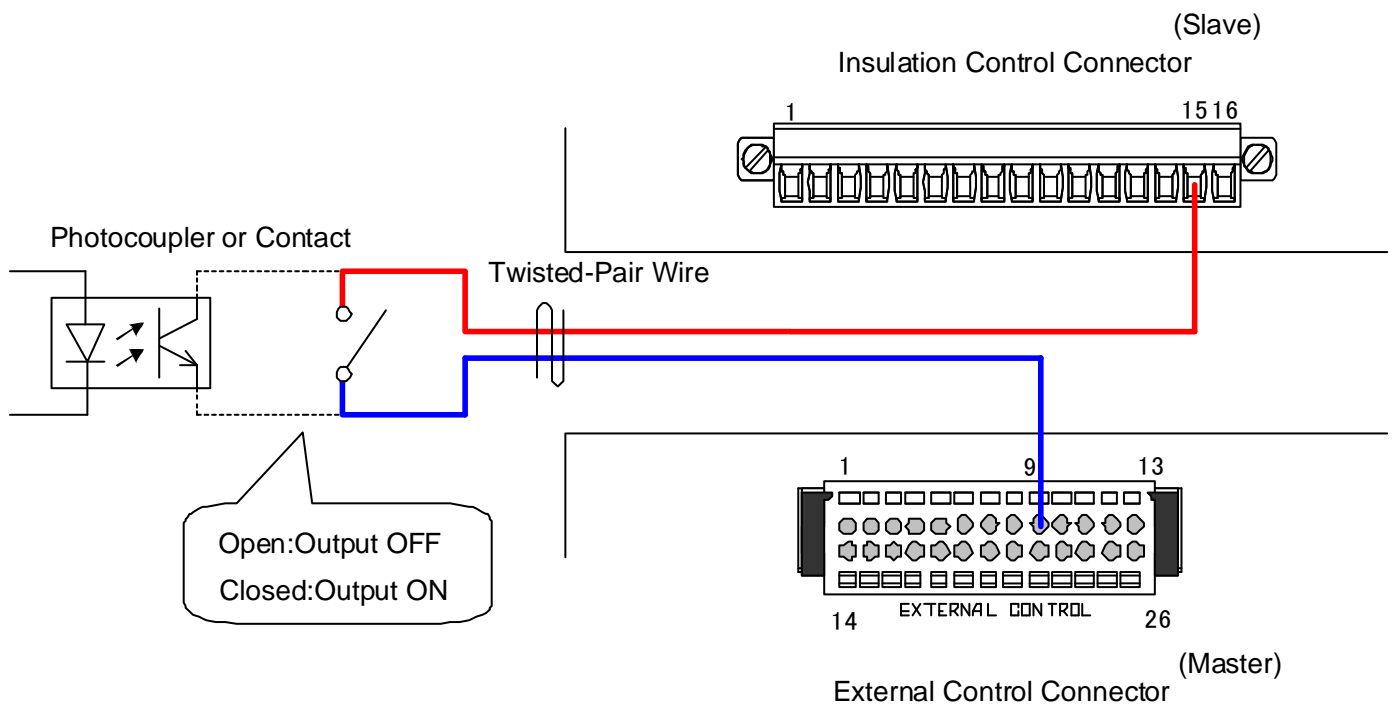 (Slave)
Insulation Control Connector
1 15 16
Photocoupler or Contact
Twisted-Pair Wire
1 9 13
Open:Output OFF
Closed:Output ON
EXTERNAL CONTROL
14 26
(Master)
External Control Connector